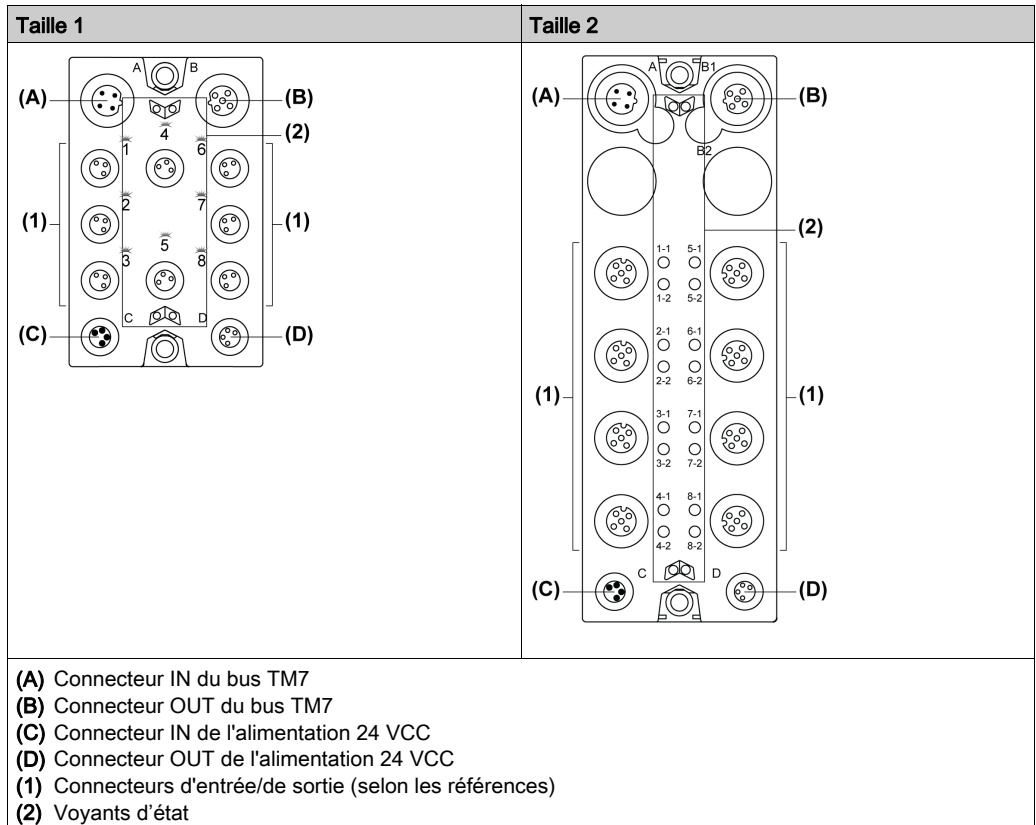 Taille 1
Taille 2
A B
(A) (B)
4 (2)
1 6
(1) 2 7 (1)
5
3 8
C D
(C) (D)
A B1
(A) (B)
B2
(2)
1-1 5-1
1-2 5-2
2-1 6-1
2-2 6-2
(1) (1)
3-1 7-1
3-2 7-2
4-1 8-1
4-2 8-2
C D
(C) (D)
(A) Connecteur IN du bus TM7
(B) Connecteur OUT du bus TM7
(C) Connecteur IN de l'alimentation 24 VCC
(D) Connecteur OUT de l'alimentation 24 VCC
(1) Connecteurs d'entrée/de sortie (selon les références)
(2) Voyants d’état